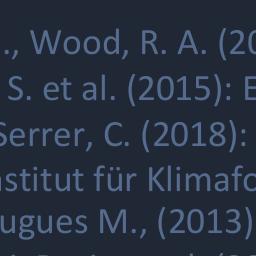 ., Wood, R. A. (20
S. et al. (2015): E
Serrer, C. (2018):
nstitut für Klimafo
ugues M., (2013)